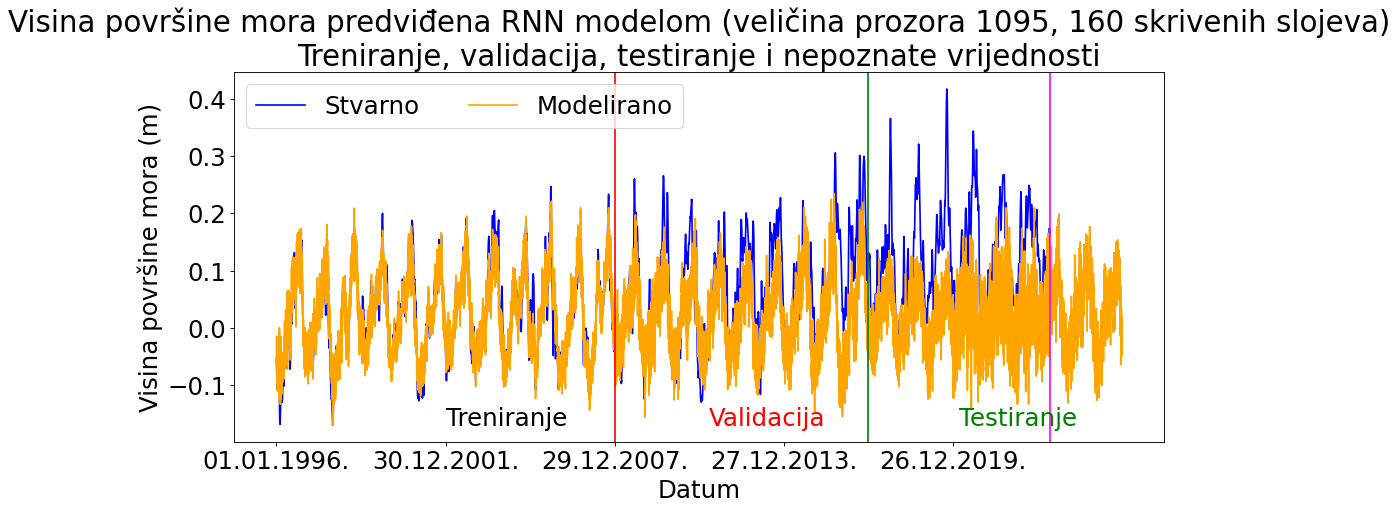 Visina površine mora predviđena RNN modelom (veličina prozora 1095, 160 skrivenih slojeva)
Treniranje, validacija, testiranje i nepoznate vrijednosti
Stvarno
Modelirano
Visina površine mora (m)
0.4
0.3
0.2
0.1
0.0
−0.1
Treniranje
Validacija
Testiranje
01.01.1996.
30.12.2001.
29.12.2007.
27.12.2013.
26.12.2019.
Datum